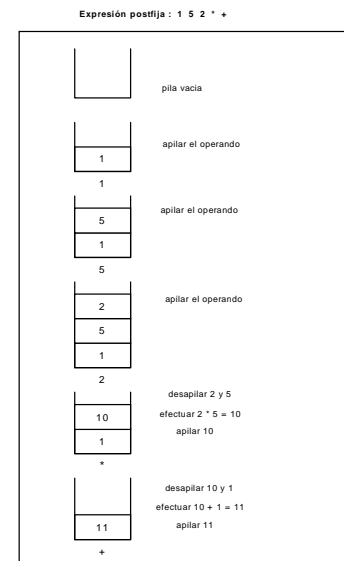 Expresión postfija : 1 5 2 * +
pila vacia
apilar el operando
1
1
apilar el operando
5
1
5
apilar el operando
2
5
1
2
desapilar 2 y 5
efectuar 2 * 5 = 10
apilar 10
10
1
*
desapilar 10 y 1
efectuar 10 + 1 = 11
apilar 11
11
+